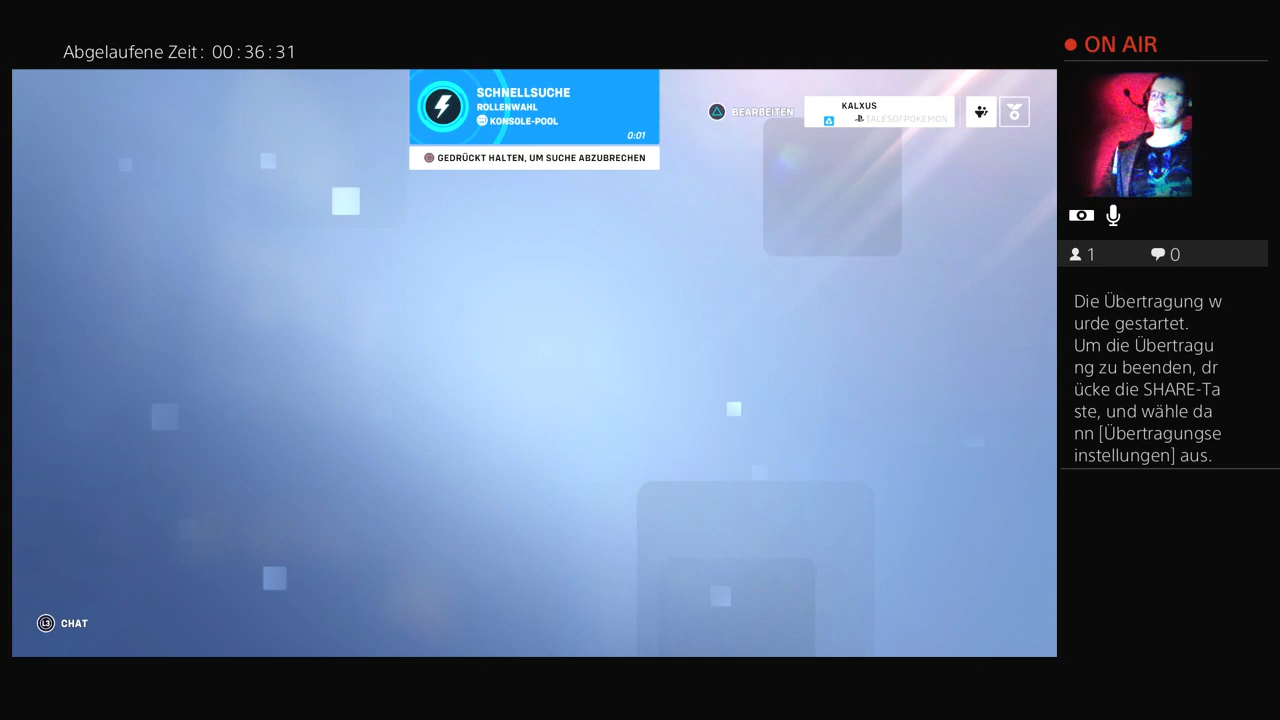 Abgelaufene Zeit: 00:36:31
ON AIR
SCHNELLSUCHE
ROLLENWAHL
KONSOLE-POOL
0:01
GEDRÜCKT HALTEN, UM SUCHE ABZUBRECHEN
BEARBEITEN
KALXUS
TALESOFPOKEMON
1
0
Die Übertragung w
urde gestartet.
Um die Übertragu
ng zu beenden, dr
ücke die SHARE-Ta
ste, und wähle da
nn [Übertragungse
instellungen] aus.
L3 CHAT